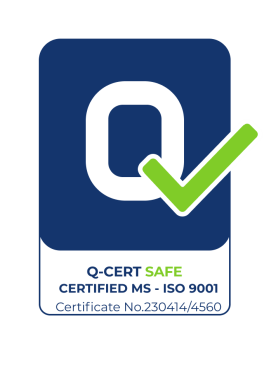 Q
Q-CERT SAFE
CERTIFIED MS - ISO 9001
Certificate No.230414/4560